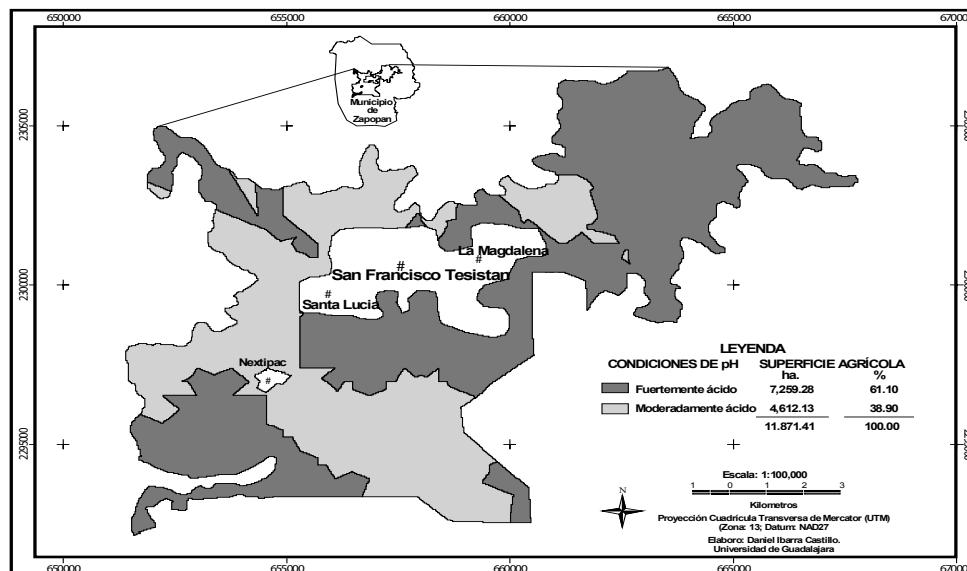 650000 655000 660000 665000 670000
Municipio
de
Zapopan
2305000
2305000
La Magdalena
#
#
San Francisco Tesistan
2300000
#
Santa Lucia
Nextipac
#
LEYENDA
CONDICIONES DE pH SUPERFICIE AGRÍCOLA
ha. %
Fuertemente ácido 7,259.28 61.10
Moderadamente ácido 4,612.13 38.90
11.871.41 100.00
2295000
Escala: 1:100,000
1 0 1 2 3
Kilometros
N
Proyección Cuadrícula Transversa de Mercator (UTM)
(Zona: 13; Datum: NAD27
Elaboro: Daniel Ibarra Castillo.
Universidad de Guadalajara
650000 655000 660000 665000 670000